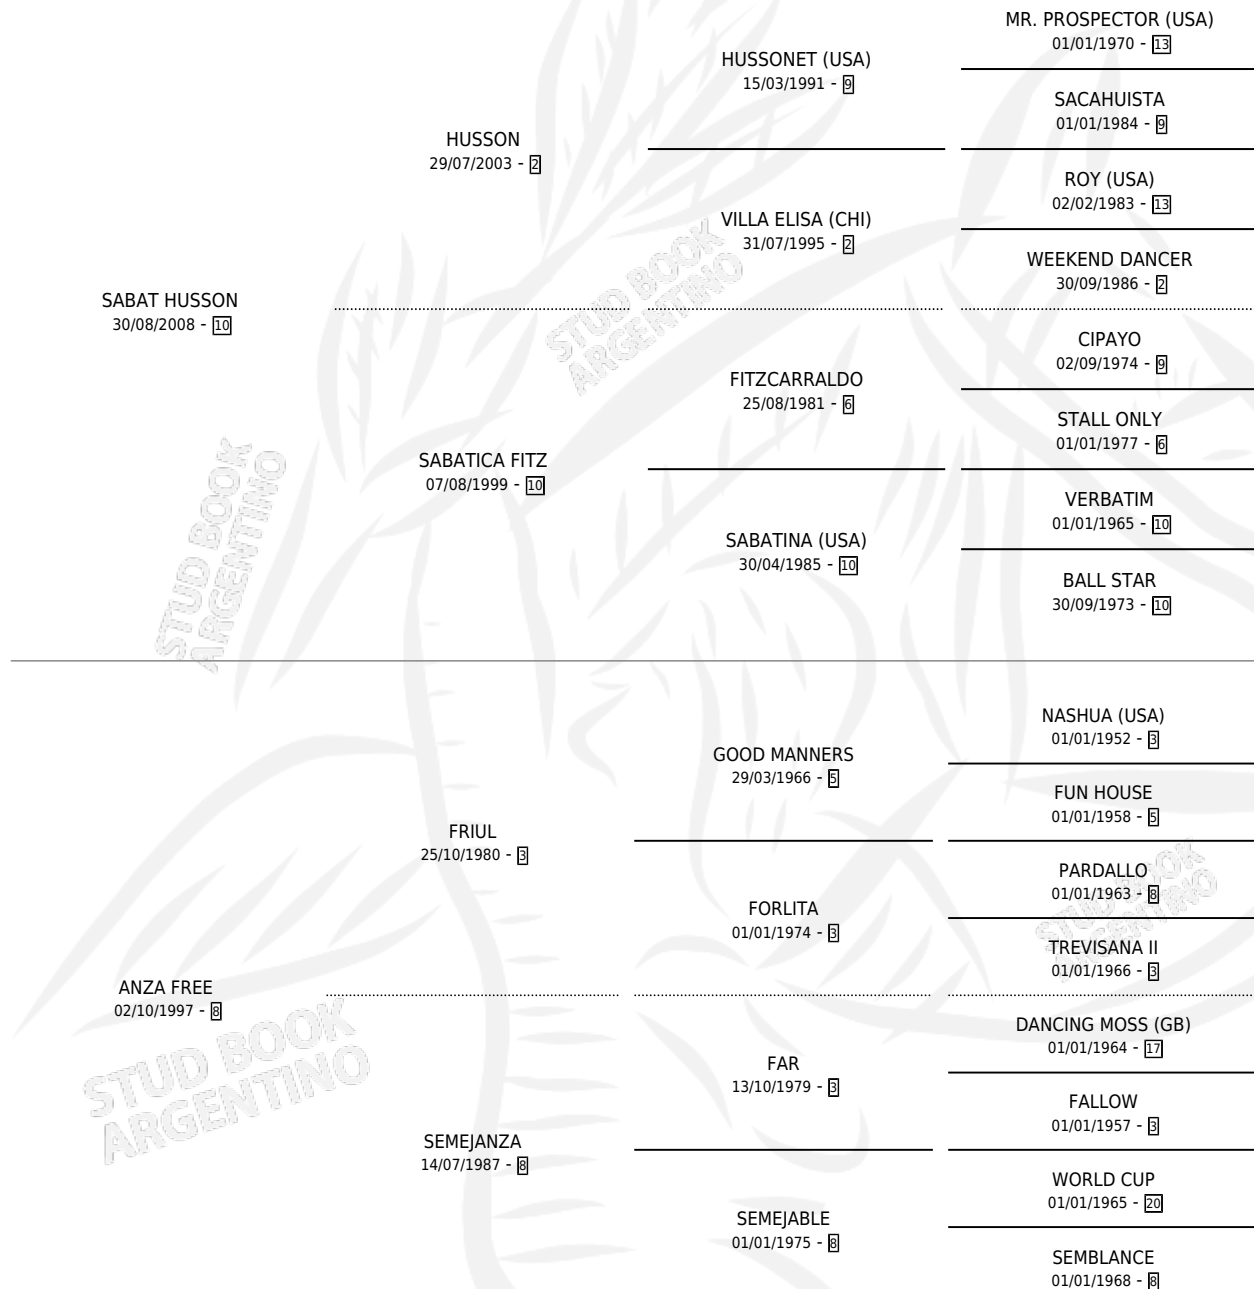 MR. PROSPECTOR (USA)
01/01/1970 - 13
HUSSONET (USA)
15/03/1991 - 9
SACAHUISTA
01/01/1984 - 9
HUSSON
29/07/2003 - 2
ROY (USA)
02/02/1983 - 13
VILLA ELISA (CHI)
31/07/1995 - 2
WEEKEND DANCER
30/09/1986 - 2
SABAT HUSSON
30/08/2008 - 10
CIPAYO
02/09/1974 - 9
FITZCARRALDO
25/08/1981 - 6
STALL ONLY
01/01/1977 - 6
SABATICA FITZ
07/08/1999 - 10
VERBATIM
01/01/1965 - 10
SABATINA (USA)
30/04/1985 - 10
BALL STAR
30/09/1973 - 10
NASHUA (USA)
01/01/1952 - 3
GOOD MANNERS
29/03/1966 - 5
FUN HOUSE
01/01/1958 - 5
FRIUL
25/10/1980 - 3
PARDALLO
01/01/1963 - 8
FORLITA
01/01/1974 - 3
TREVISANA II
01/01/1966 - 3
ANZA FREE
02/10/1997 - 8
DANCING MOSS (GB)
01/01/1964 - 17
FAR
13/10/1979 - 3
FALLOW
01/01/1957 - 3
SEMEJANZA
14/07/1987 - 8
WORLD CUP
01/01/1965 - 20
SEMEJABLE
01/01/1975 - 8
SEMBLANCE
01/01/1968 - 8
STUD BOOK
ARGENTINO
STUD BOOK
ARGENTINO
STUD BOOK
ARGENTINO
STUD BOOK
ARGENTINO